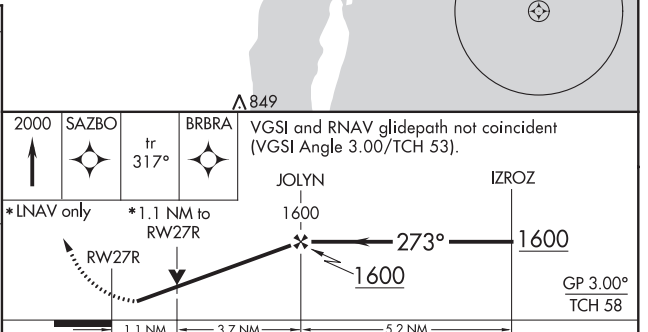 849
2000 SAZBO tr 317° BRBRA
VGSI and RNAV glidepath not coincident
(VGSI Angle 3.00/TCH 53).
JOLYN IZROZ
*LNAV only *1.1 NM to 1600
RW27R
RW27R 273° 1600
1600
GP 3.00°
TCH 58
1.1 NM 3.7 NM 5.2 NM